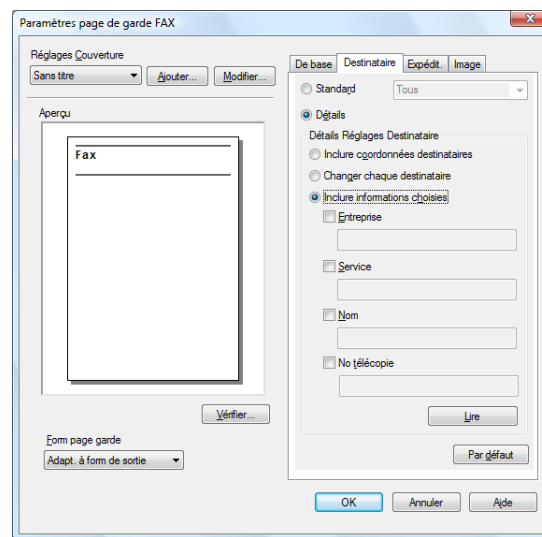 Paramètres page de garde FAX
Réglages Couverture
Sans titre
Ajouter...
Modifier...
Aperçu
Fax
Vérifier...
Form page garde
Adapt. à form de sortie
De base
Destinataire
Expédit.
Image
Standard
Tous
Détails
Détails Réglages Destinataire
Inclure coordonnées destinataires
Changer chaque destinataire
Inclure informations choisies
Entreprise
Service
Nom
No télécopie
Lire
Par défaut
OK
Annuler
Aide